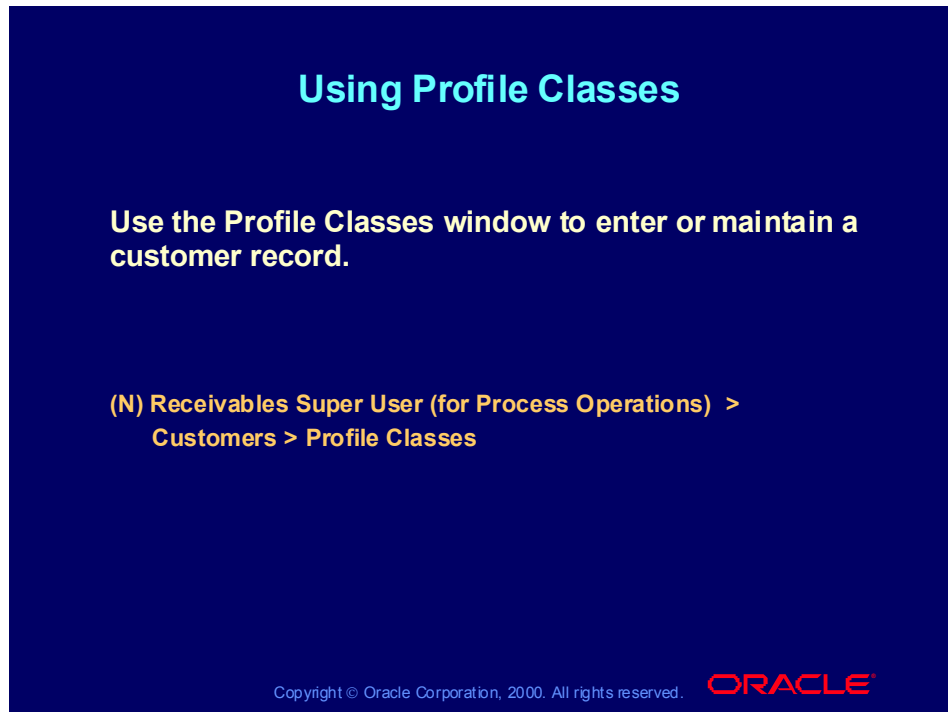 Using Profile Classes
Use the Profile Classes window to enter or maintain a
customer record.
(N) Receivables Super User (for Process Operations) >
Customers > Profile Classes
Copyright © Oracle Corporation, 2000. All rights reserved.
ORACLE®